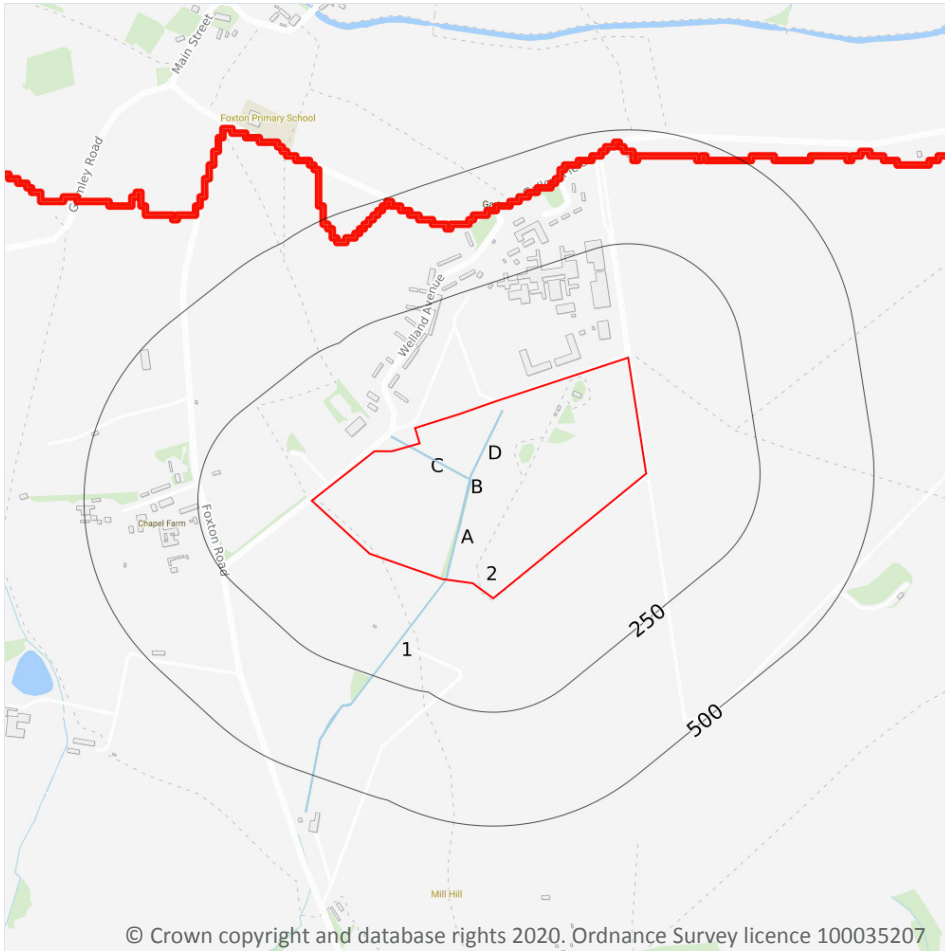 Main Street
Foxton Primary School
Gumley Road
Welland Avenue
C
D
B
A
Chapel Farm
Foxton Road
2
1
250
500
Mill Hill
© Crown copyright and database rights 2020. Ordnance Survey licence 100035207